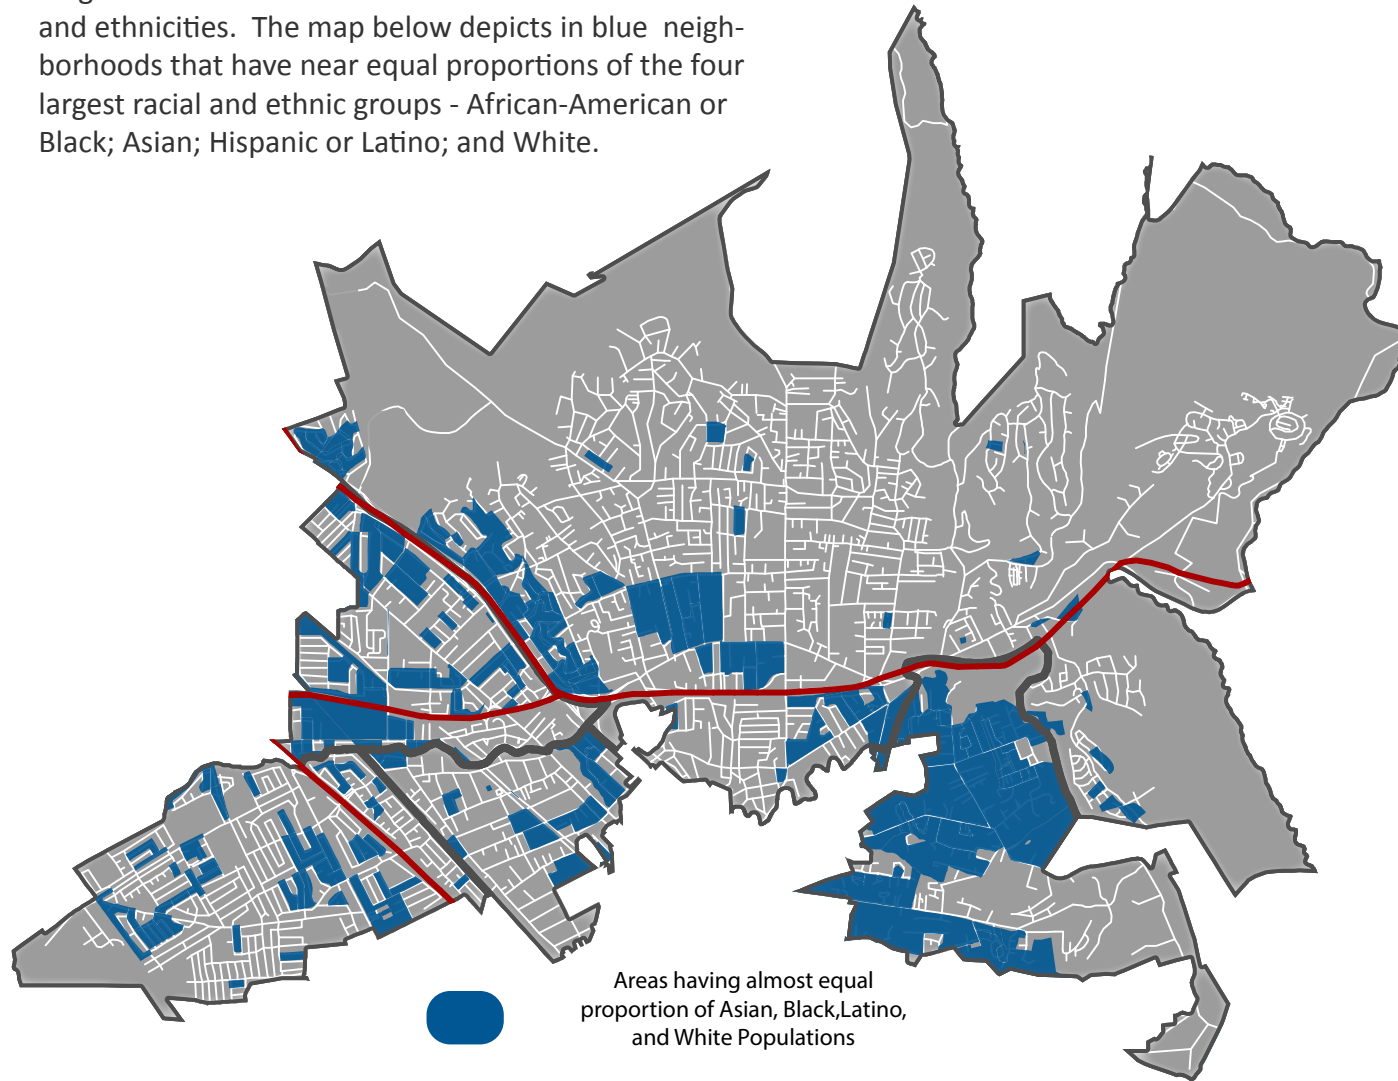 and ethnicities.  The map below depicts in blue  neigh-
borhoods that have near equal proportions of the four
largest racial and ethnic groups - African-American or
Black; Asian; Hispanic or Latino; and White.
Areas having almost equal
proportion of Asian, Black,Latino,
and White Populations